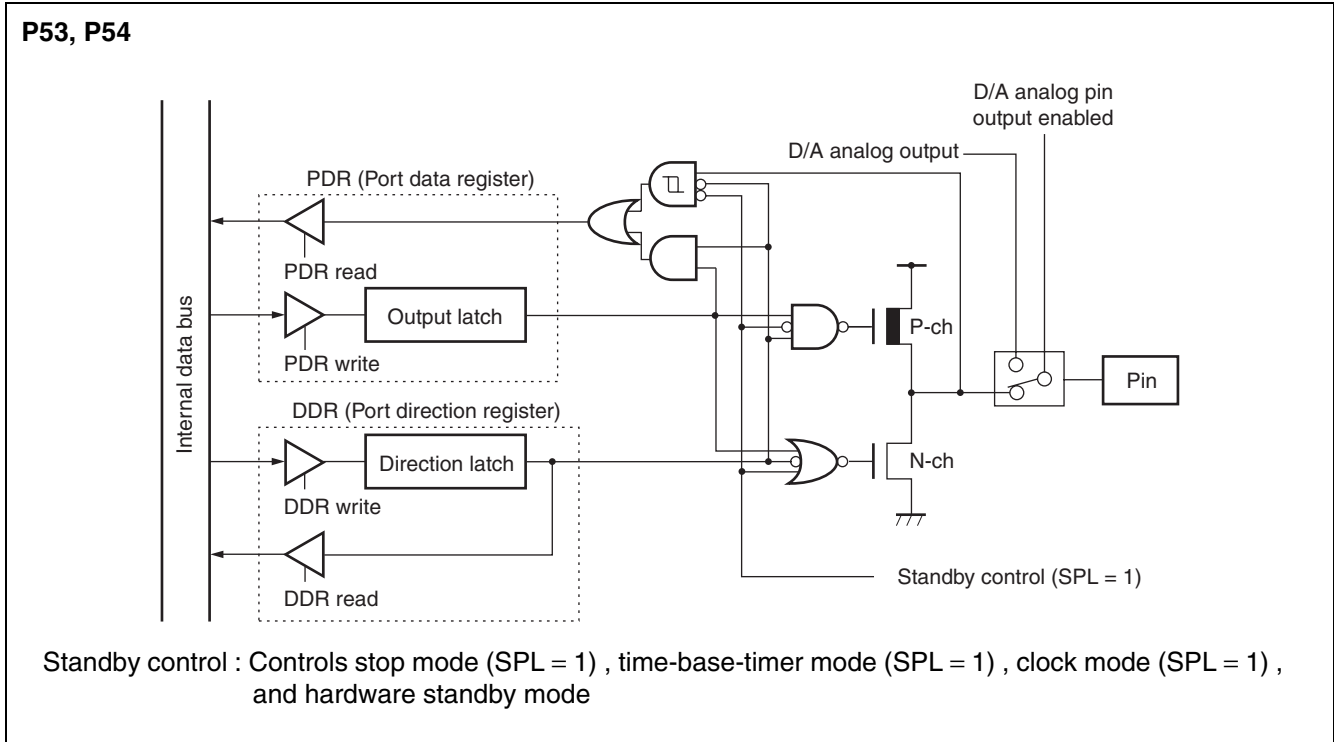 P53, P54
D/A analog pin
output enabled
D/A analog output
PDR (Port data register)
PDR read
Output latch
PDR write
P-ch
Pin
Internal data bus
DDR (Port direction register)
Direction latch
N-ch
DDR write
DDR read
Standby control (SPL = 1)
Standby control : Controls stop mode (SPL = 1) , time-base-timer mode (SPL = 1) , clock mode (SPL = 1) ,
and hardware standby mode